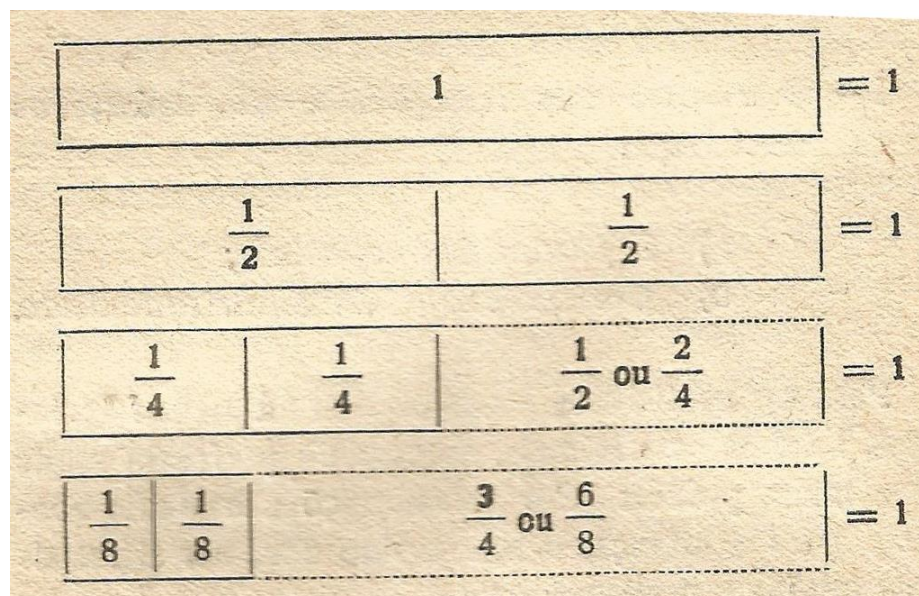 1 = 1
1/2 1/2 = 1
1/4 1/4 1/2 ou 2/4 = 1
1/8 1/8 3/4 ou 6/8 = 1